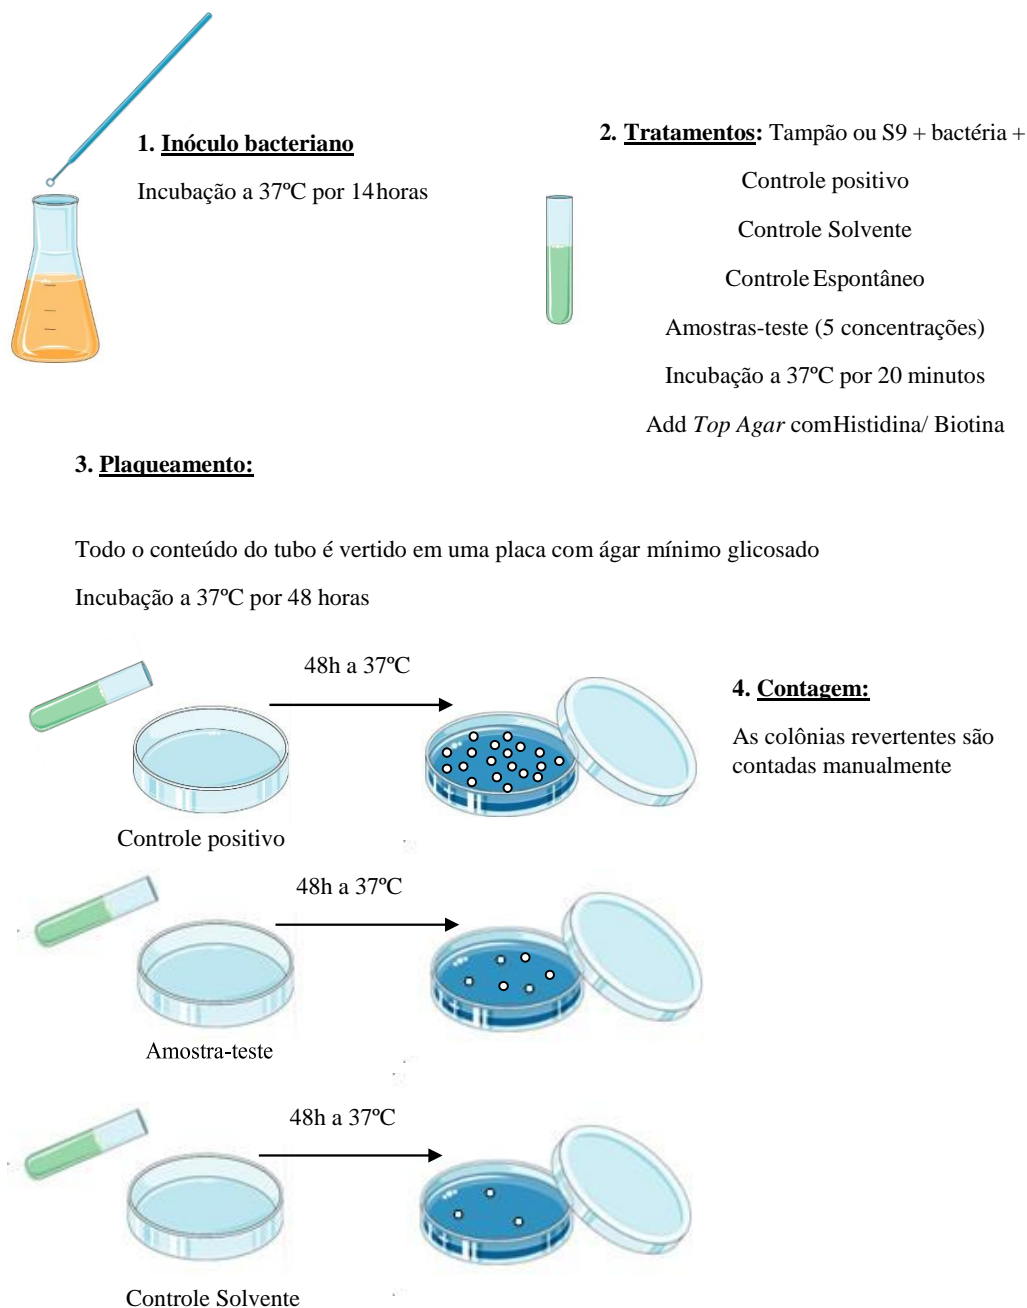 1. Inóculo bacteriano
Incubação a 37ºC por 14horas
2. Tratamentos: Tampão ou S9 + bactéria +
Controle positivo
Controle Solvente
Controle Espontâneo
Amostras-teste (5 concentrações)
Incubação a 37ºC por 20 minutos
Add Top Agar comHistidina/ Biotina
3. Plaqueamento:
Todo o conteúdo do tubo é vertido em uma placa com ágar mínimo glicosado
Incubação a 37ºC por 48 horas
48h a 37ºC
Controle positivo
4. Contagem:
As colônias revertentes são
contadas manualmente
48h a 37ºC
Amostra-teste
48h a 37ºC
Controle Solvente